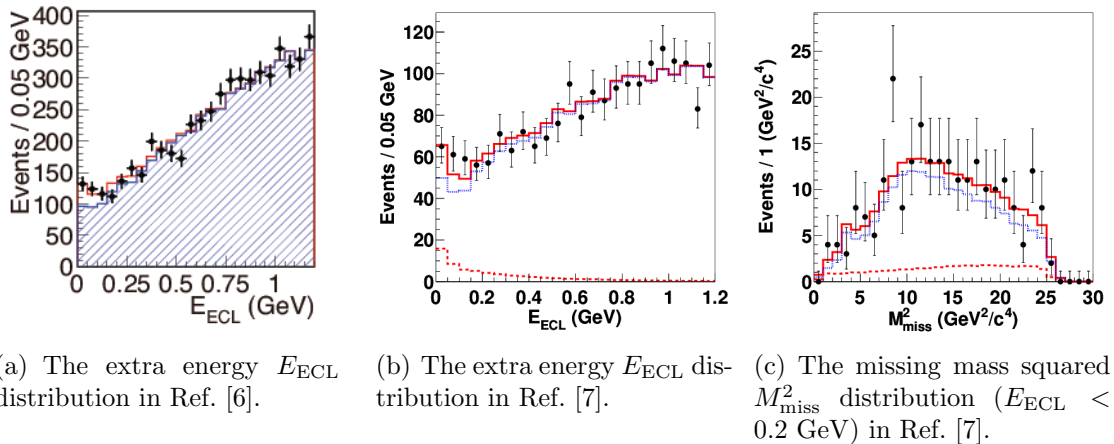 400
350
300
250
200
150
100
50
0
Events / 0.05 GeV
0 0.25 0.5 0.75 1
E_ECL (GeV)
120
100
80
60
40
20
0
Events / 0.05 GeV
0 0.2 0.4 0.6 0.8 1 1.2
E_ECL (GeV)
25
20
15
10
5
0
Events / 1 (GeV²/c⁴)
0 5 10 15 20 25 30
M²_miss (GeV²/c⁴)
(a) The extra energy E_ECL
distribution in Ref. [6].
(b) The extra energy E_ECL dis-
tribution in Ref. [7].
(c) The missing mass squared
M²_miss distribution (E_ECL <
0.2 GeV) in Ref. [7].